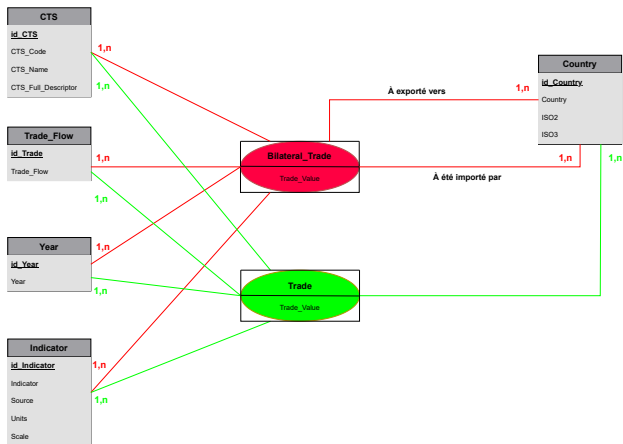 CTS
id_CTS
CTS_Code
CTS_Name
CTS_Full_Descriptor
1,n
1,n
Trade_Flow
id_Trade
Trade_Flow
1,n
1,n
Year
id_Year
Year
1,n
1,n
Indicator
id_Indicator
Indicator
Source
Units
Scale
1,n
1,n
Bilateral_Trade
Trade_Value
Trade
Trade_Value
À exporté vers
À été importé par
Country
id_Country
Country
ISO2
ISO3
1,n
1,n
1,n